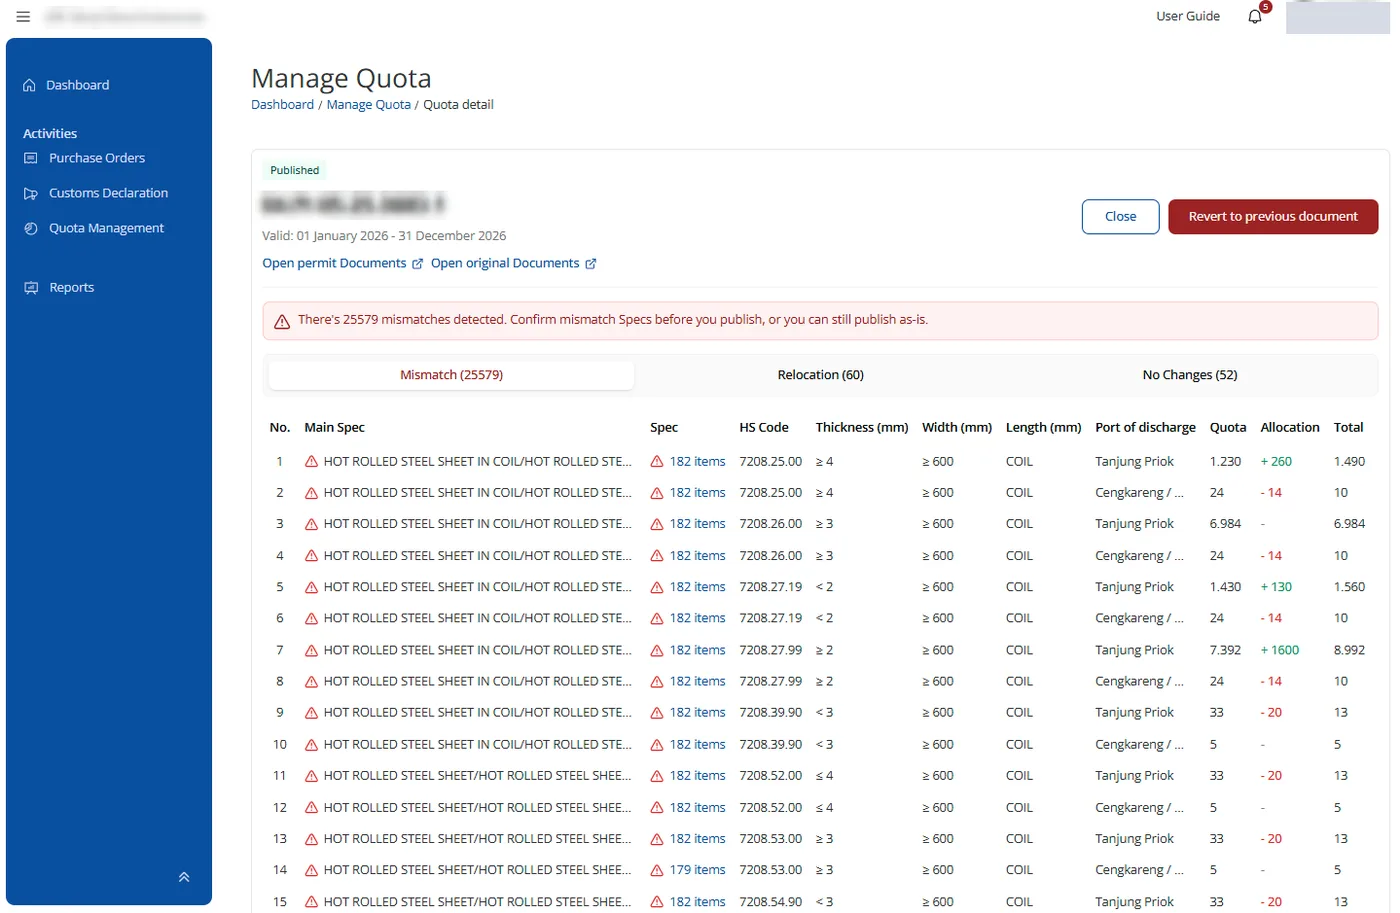 User Guide
5
Dashboard
Activities
Purchase Orders
Customs Declaration
Quota Management
Reports
Manage Quota
Dashboard / Manage Quota / Quota detail
Published
Valid: 01 January 2026 - 31 December 2026
Close
Revert to previous document
Open permit Documents Open original Documents
There's 25579 mismatches detected. Confirm mismatch Specs before you publish, or you can still publish as-is.
Mismatch (25579) Relocation (60) No Changes (52)
No. Main Spec Spec HS Code Thickness (mm) Width (mm) Length (mm) Port of discharge Quota Allocation Total
1 HOT ROLLED STEEL SHEET IN COIL/HOT ROLLED STE... 182 items 7208.25.00 ≥ 4 ≥ 600 COIL Tanjung Priok 1.230 + 260 1.490
2 HOT ROLLED STEEL SHEET IN COIL/HOT ROLLED STE... 182 items 7208.25.00 ≥ 4 ≥ 600 COIL Cengkareng / ... 24 - 14 10
3 HOT ROLLED STEEL SHEET IN COIL/HOT ROLLED STE... 182 items 7208.26.00 ≥ 3 ≥ 600 COIL Tanjung Priok 6.984 - 6.984
4 HOT ROLLED STEEL SHEET IN COIL/HOT ROLLED STE... 182 items 7208.26.00 ≥ 3 ≥ 600 COIL Cengkareng / ... 24 - 14 10
5 HOT ROLLED STEEL SHEET IN COIL/HOT ROLLED STE... 182 items 7208.27.19 < 2 ≥ 600 COIL Tanjung Priok 1.430 + 130 1.560
6 HOT ROLLED STEEL SHEET IN COIL/HOT ROLLED STE... 182 items 7208.27.19 < 2 ≥ 600 COIL Cengkareng / ... 24 - 14 10
7 HOT ROLLED STEEL SHEET IN COIL/HOT ROLLED STE... 182 items 7208.27.99 ≥ 2 ≥ 600 COIL Tanjung Priok 7.392 + 1600 8.992
8 HOT ROLLED STEEL SHEET IN COIL/HOT ROLLED STE... 182 items 7208.27.99 ≥ 2 ≥ 600 COIL Cengkareng / ... 24 - 14 10
9 HOT ROLLED STEEL SHEET IN COIL/HOT ROLLED STE... 182 items 7208.39.90 < 3 ≥ 600 COIL Tanjung Priok 33 - 20 13
10 HOT ROLLED STEEL SHEET IN COIL/HOT ROLLED STE... 182 items 7208.39.90 < 3 ≥ 600 COIL Cengkareng / ... 5 - 5
11 HOT ROLLED STEEL SHEET/HOT ROLLED STEEL SHEE... 182 items 7208.52.00 ≤ 4 ≥ 600 COIL Tanjung Priok 33 - 20 13
12 HOT ROLLED STEEL SHEET/HOT ROLLED STEEL SHEE... 182 items 7208.52.00 ≤ 4 ≥ 600 COIL Cengkareng / ... 5 - 5
13 HOT ROLLED STEEL SHEET/HOT ROLLED STEEL SHEE... 182 items 7208.53.00 ≥ 3 ≥ 600 COIL Tanjung Priok 33 - 20 13
14 HOT ROLLED STEEL SHEET/HOT ROLLED STEEL SHEE... 179 items 7208.53.00 ≥ 3 ≥ 600 COIL Cengkareng / ... 5 - 5
15 HOT ROLLED STEEL SHEET/HOT ROLLED STEEL SHEE... 182 items 7208.54.90 < 3 ≥ 600 COIL Tanjung Priok 33 - 20 13